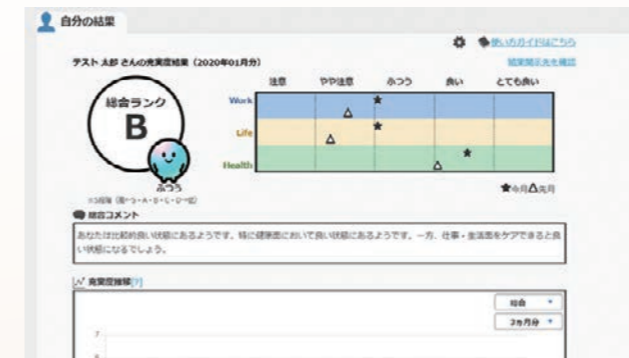 自分の結果
使い方ガイドはこちら
テスト 太郎 さんの充実度結果（2020年01月分）
結果開示先を確認
注意 やや注意 ふつう 良い とても良い
総合ランク
B
Work
Life
Health
ふつう
★今月△先月
※5段階（高←S・A・B・C・D→低）
総合コメント
あなたは比較的良い状態にあるようです。特に健康面において良い状態にあるようです。一方、仕事・生活面をケアできると良
い状態になるでしょう。
充実度推移[?]
総合
3ヵ月分
7